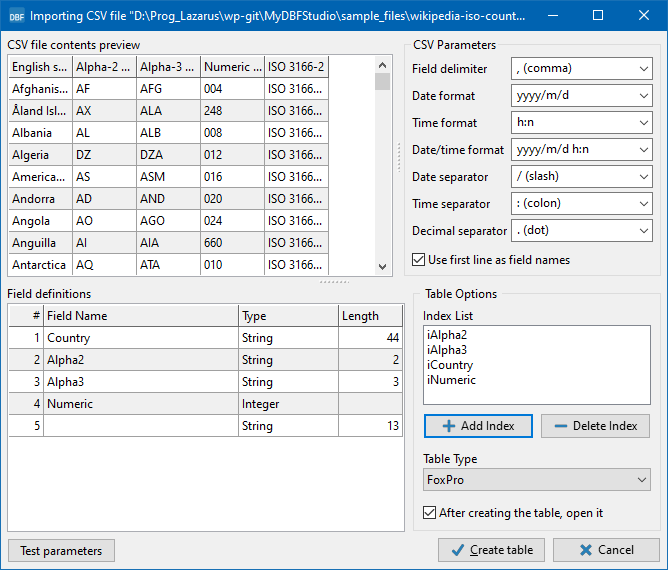 DBF Importing CSV file "D:\Prog_Lazarus\wp-git\MyDBFStudio\sample_files\wikipedia-iso-count...
CSV file contents preview
English s... Alpha-2 ... Alpha-3 ... Numeric ... ISO 3166-2
Afghanis... AF AFG 004 ISO 3166...
Åland Isl... AX ALA 248 ISO 3166...
Albania AL ALB 008 ISO 3166...
Algeria DZ DZA 012 ISO 3166...
America... AS ASM 016 ISO 3166...
Andorra AD AND 020 ISO 3166...
Angola AO AGO 024 ISO 3166...
Anguilla AI AIA 660 ISO 3166...
Antarctica AQ ATA 010 ISO 3166...
CSV Parameters
Field delimiter , (comma)
Date format yyyy/m/d
Time format h:n
Date/time format yyyy/m/d h:n
Date separator / (slash)
Time separator : (colon)
Decimal separator . (dot)
Use first line as field names
Field definitions
# Field Name Type Length
1 Country String 44
2 Alpha2 String 2
3 Alpha3 String 3
4 Numeric Integer
5 String 13
Table Options
Index List
iAlpha2
iAlpha3
iCountry
iNumeric
Add Index Delete Index
Table Type
FoxPro
After creating the table, open it
Test parameters Create table Cancel